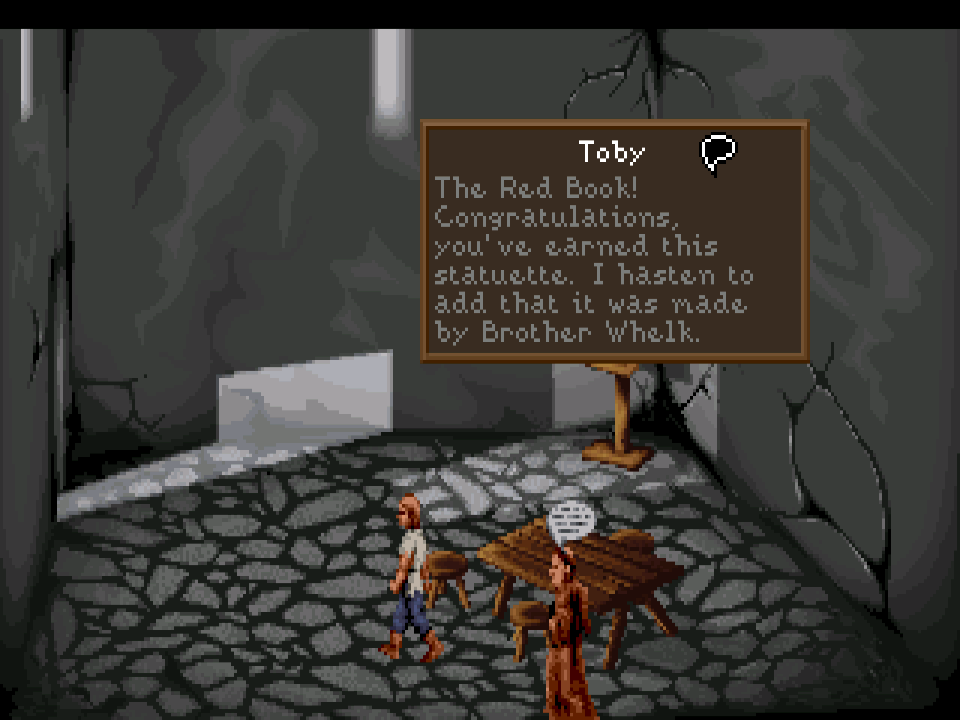 Toby
The Red Book!
Congratulations,
you've earned this
statuette. I hasten to
add that it was made
by Brother Whelk.